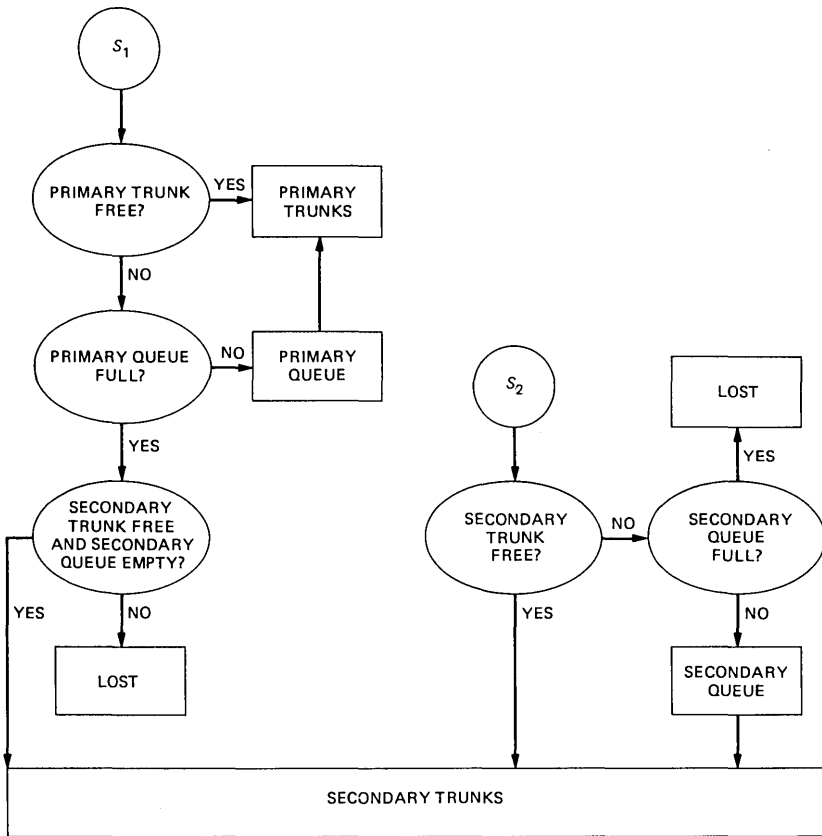 S1
PRIMARY TRUNK
FREE?
YES
PRIMARY
TRUNKS
NO
PRIMARY QUEUE
FULL?
NO
PRIMARY
QUEUE
YES
SECONDARY
TRUNK FREE
AND SECONDARY
QUEUE EMPTY?
YES
NO
LOST
S2
SECONDARY
TRUNK
FREE?
NO
YES
LOST
YES
SECONDARY
QUEUE
FULL?
NO
SECONDARY
QUEUE
SECONDARY TRUNKS